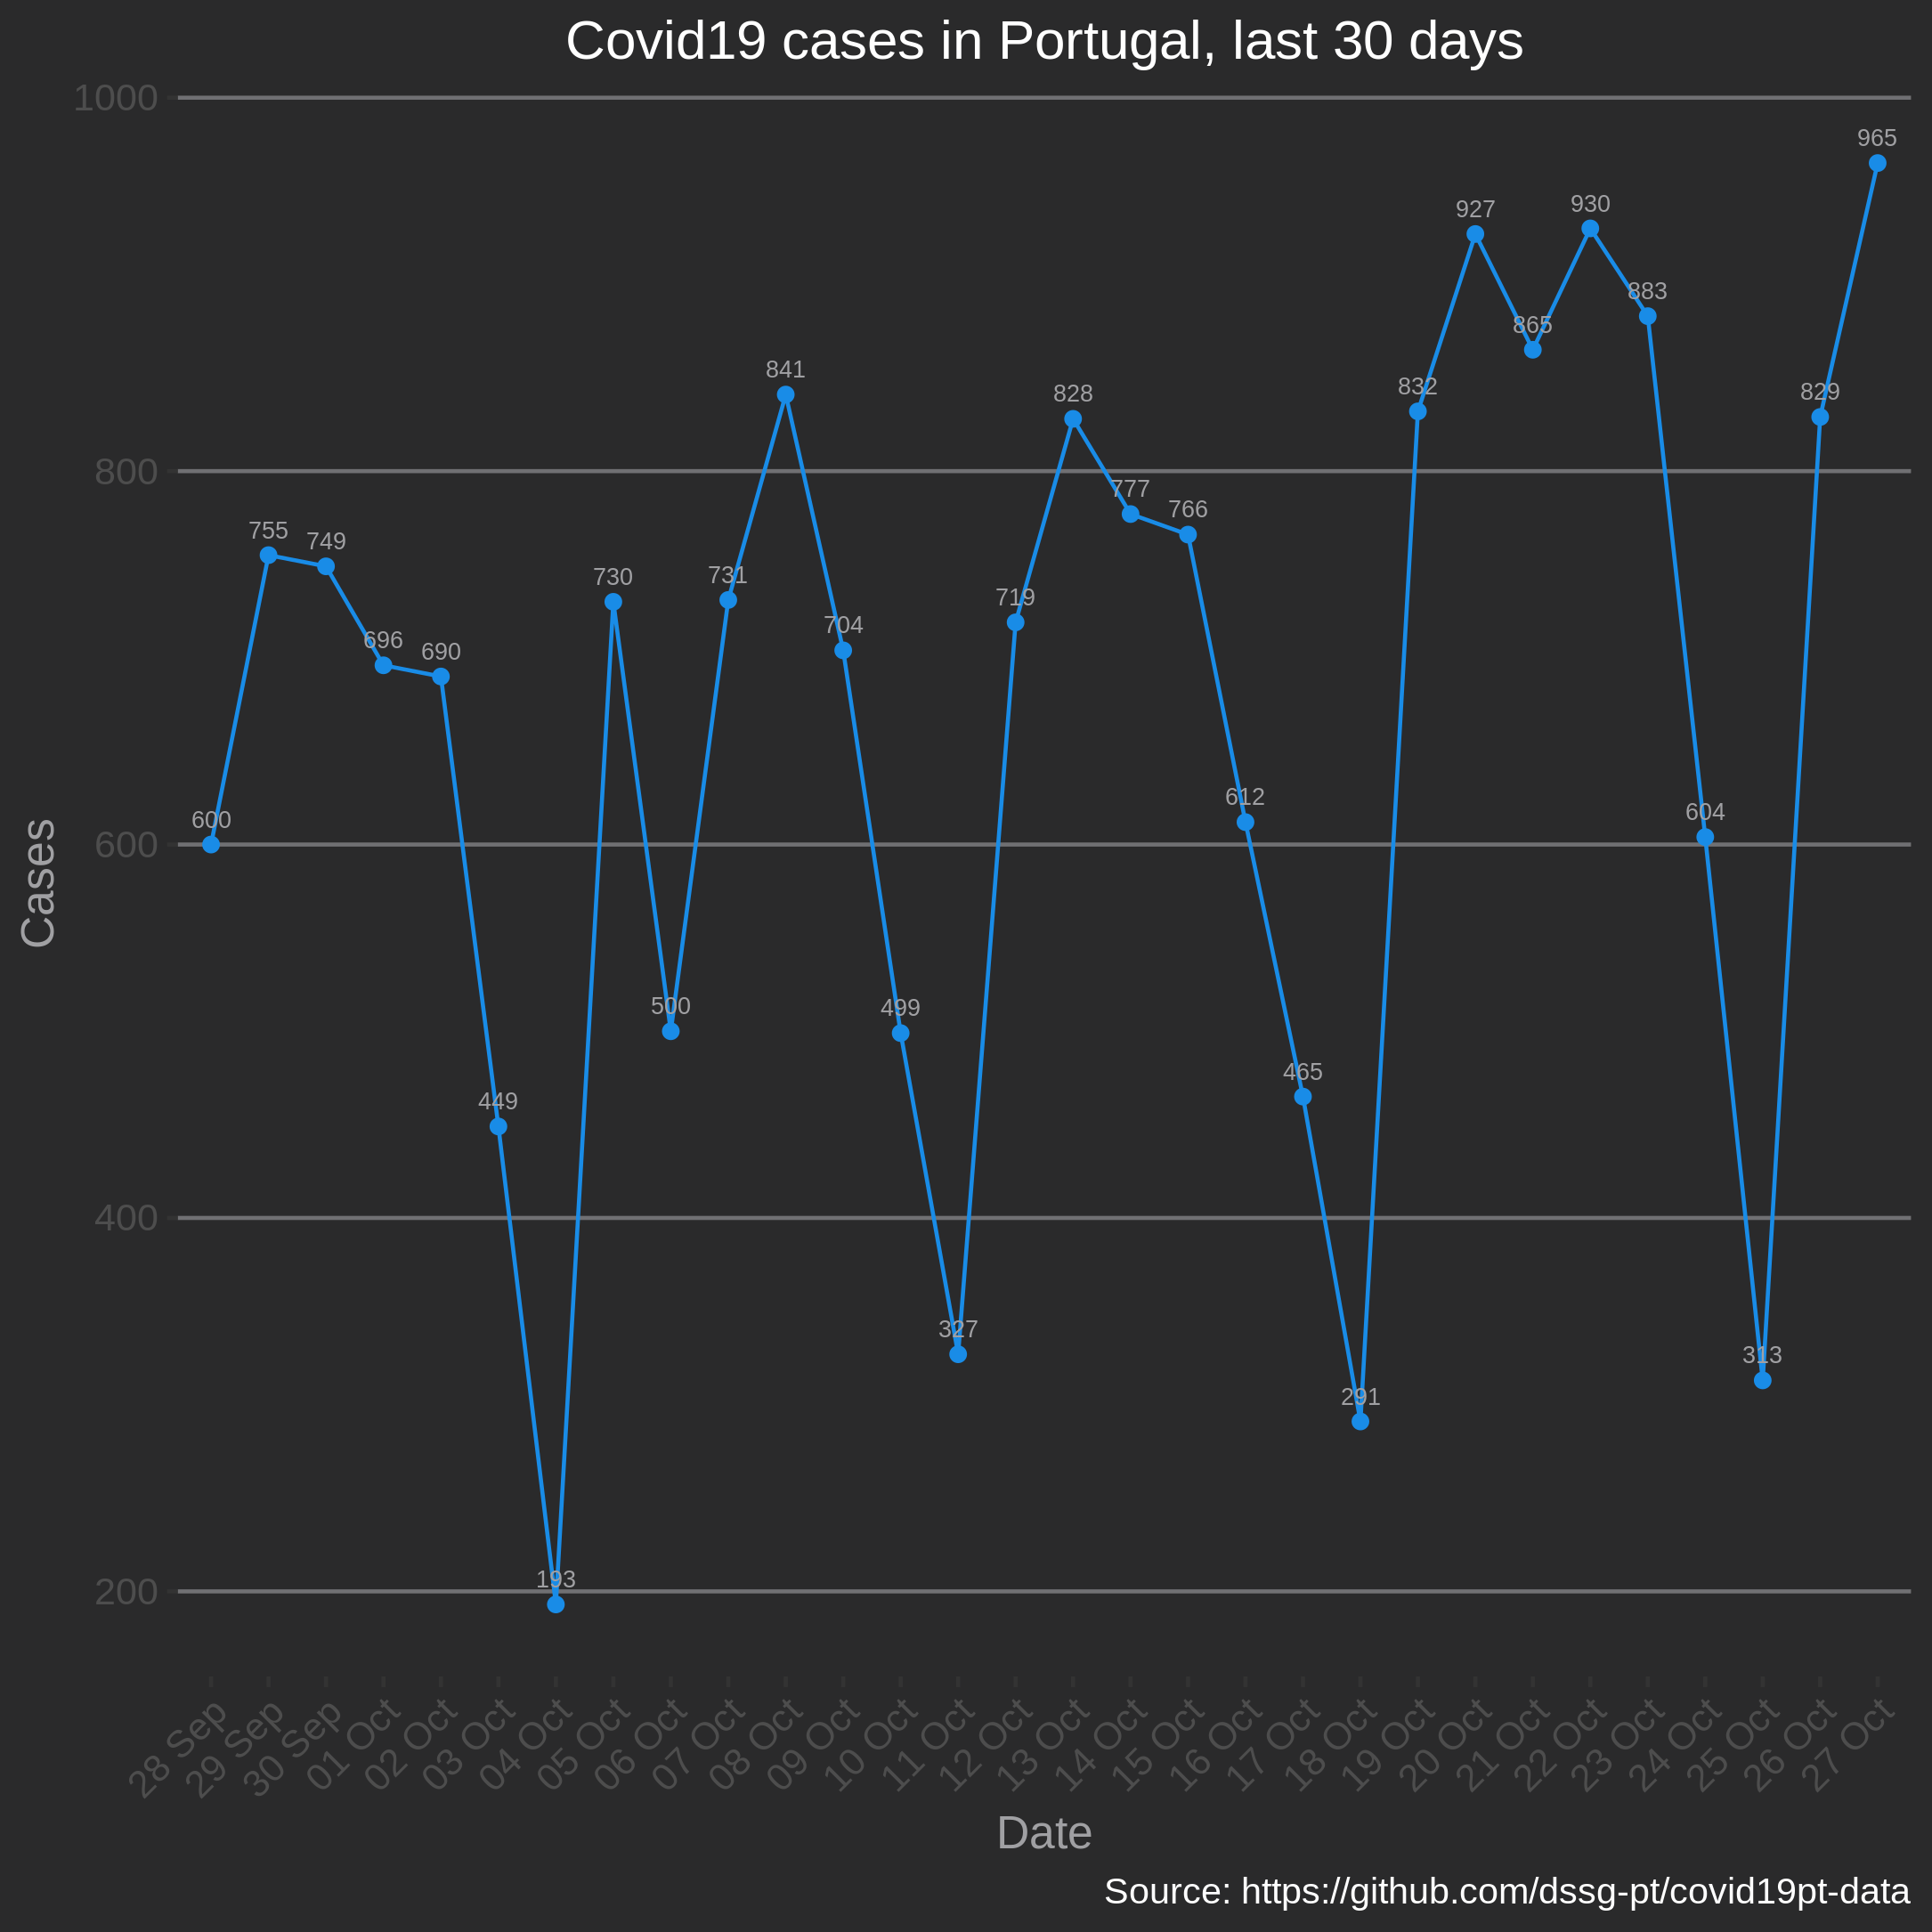 Covid19 cases in Portugal, last 30 days
1000
800
600
400
200
Cases
600
755
749
696
690
449
193
730
500
731
841
704
499
327
719
828
777
766
612
465
291
832
927
865
930
883
604
313
829
965
28 Sep
29 Sep
30 Sep
01 Oct
02 Oct
03 Oct
04 Oct
05 Oct
06 Oct
07 Oct
08 Oct
09 Oct
10 Oct
11 Oct
12 Oct
13 Oct
14 Oct
15 Oct
16 Oct
17 Oct
18 Oct
19 Oct
20 Oct
21 Oct
22 Oct
23 Oct
24 Oct
25 Oct
26 Oct
27 Oct
Date
Source: https://github.com/dssg-pt/covid19pt-data